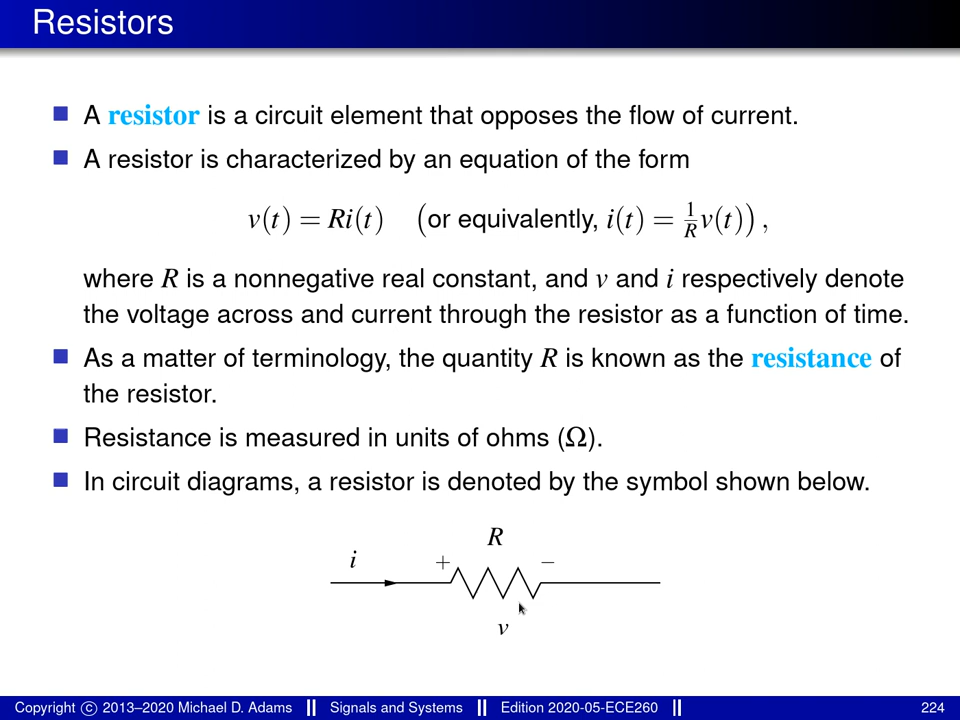 Resistors
A resistor is a circuit element that opposes the flow of current.
A resistor is characterized by an equation of the form
v(t) = Ri(t) (or equivalently, i(t) = 1/R v(t)),
where R is a nonnegative real constant, and v and i respectively denote
the voltage across and current through the resistor as a function of time.
As a matter of terminology, the quantity R is known as the resistance of
the resistor.
Resistance is measured in units of ohms (Ω).
In circuit diagrams, a resistor is denoted by the symbol shown below.
R
i + −
v
Copyright © 2013–2020 Michael D. Adams Signals and Systems Edition 2020-05-ECE260 224